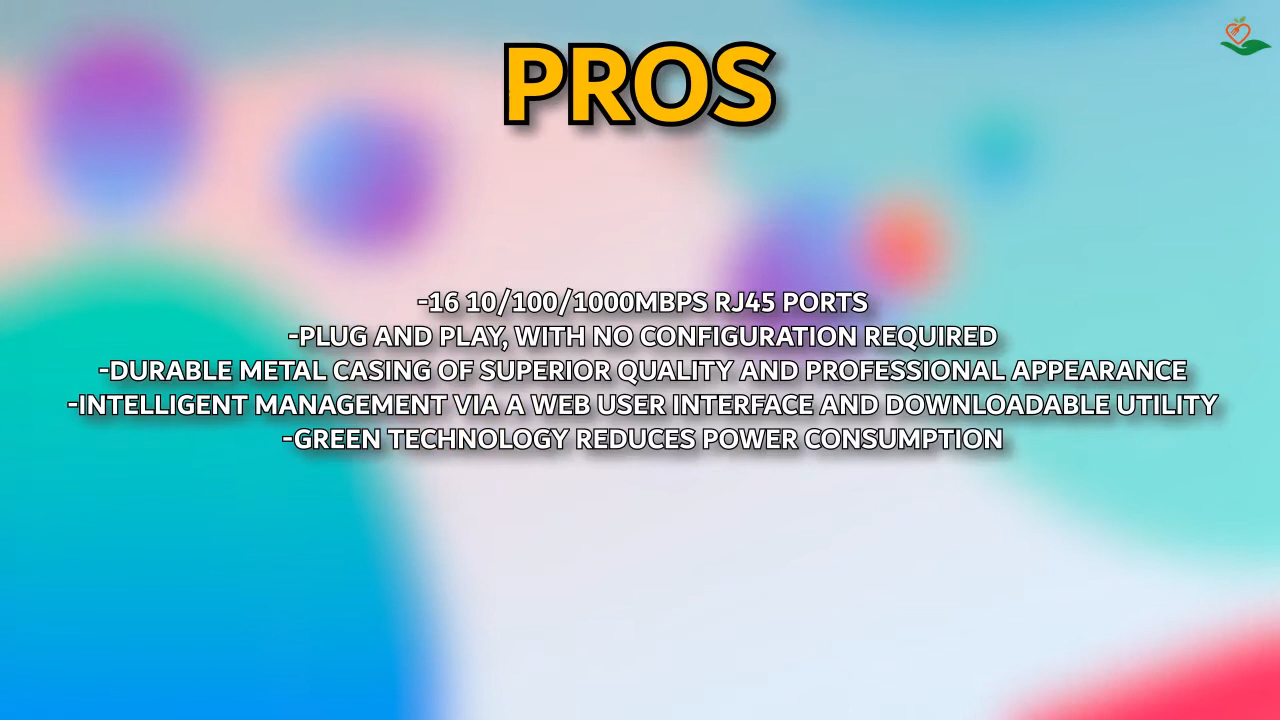 PROS
-16 10/100/1000MBPS RJ45 PORTS
-PLUG AND PLAY, WITH NO CONFIGURATION REQUIRED
-DURABLE METAL CASING OF SUPERIOR QUALITY AND PROFESSIONAL APPEARANCE
-INTELLIGENT MANAGEMENT VIA A WEB USER INTERFACE AND DOWNLOADABLE UTILITY
-GREEN TECHNOLOGY REDUCES POWER CONSUMPTION